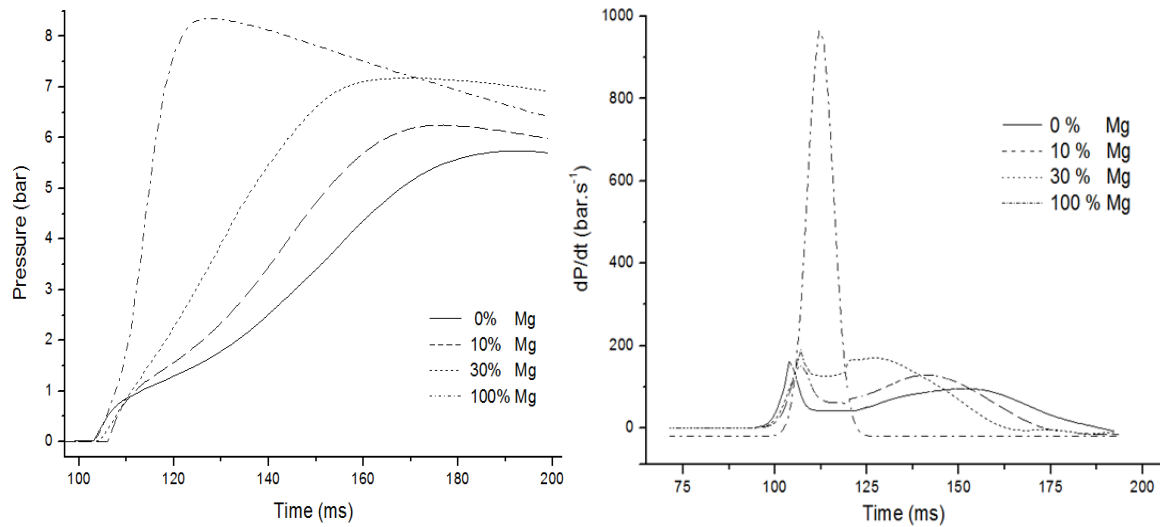 Pressure (bar)
8
7
6
5
4
3
2
1
0
100 120 140 160 180 200
Time (ms)
0% Mg
10% Mg
30% Mg
100% Mg
dP/dt (bar.s⁻¹)
1000
800
600
400
200
0
75 100 125 150 175 200
Time (ms)
0 % Mg
10 % Mg
30 % Mg
100 % Mg